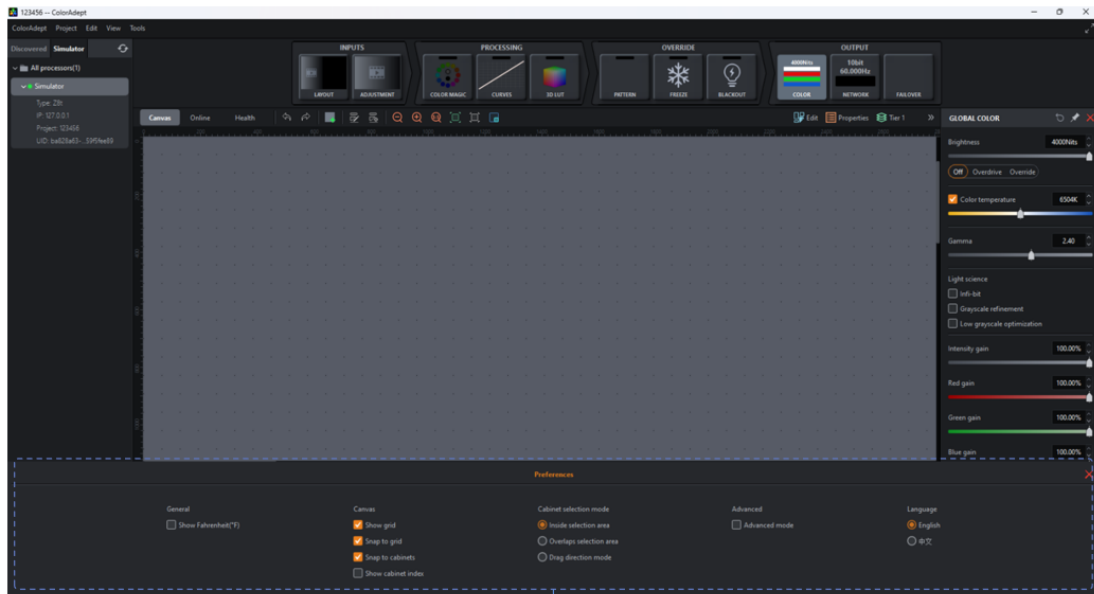 123456 -- ColorAdept
ColorAdept Project Edit View Tools
Discovered Simulator
All processors(1)
Simulator
Type: Z8t
IP: 127.0.0.1
Project: 123456
INPUTS
LAYOUT
ADJUSTMENT
PROCESSING
COLOR MAGIC
CURVES
3D LUT
OVERRIDE
PATTERN
FREEZE
BLACKOUT
OUTPUT
4000Nits
COLOR
10bit
60.000Hz
NETWORK
FAILOVER
Canvas Online Health
Edit Properties Tier 1
GLOBAL COLOR
Brightness 4000Nits
Off Overdrive Override
Color temperature 6504K
Gamma 2.40
Light science
Infi-bit
Grayscale refinement
Low grayscale optimization
Intensity gain 100.00%
Red gain 100.00%
Green gain 100.00%
Blue gain 100.00%
Preferences
General
Show Fahrenheit(°F)
Canvas
Show grid
Snap to grid
Snap to cabinets
Show cabinet index
Cabinet selection mode
Inside selection area
Overlaps selection area
Drag direction mode
Advanced
Advanced mode
Language
English
中文